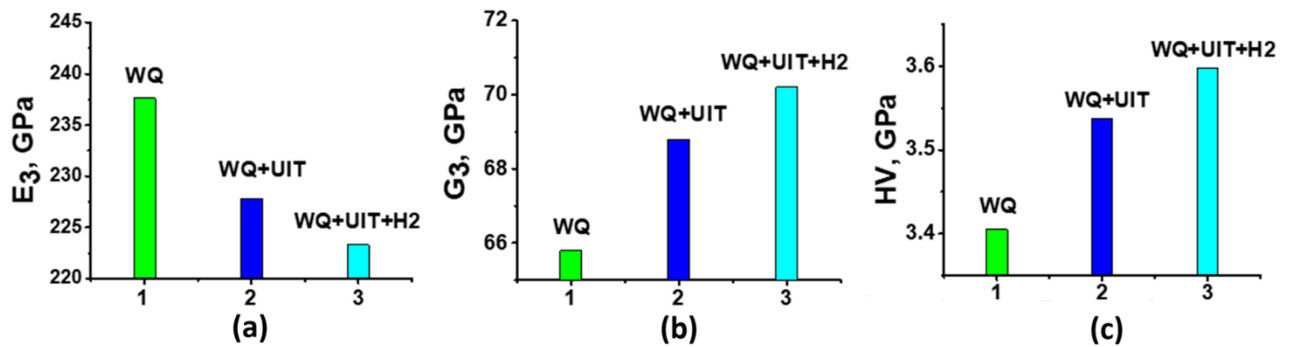 245
240
235
230
225
220
E3, GPa
WQ
WQ+UIT
WQ+UIT+H2
1 2 3
(a)
72
70
68
66
G3, GPa
WQ
WQ+UIT
WQ+UIT+H2
1 2 3
(b)
3.6
3.5
3.4
HV, GPa
WQ
WQ+UIT
WQ+UIT+H2
1 2 3
(c)